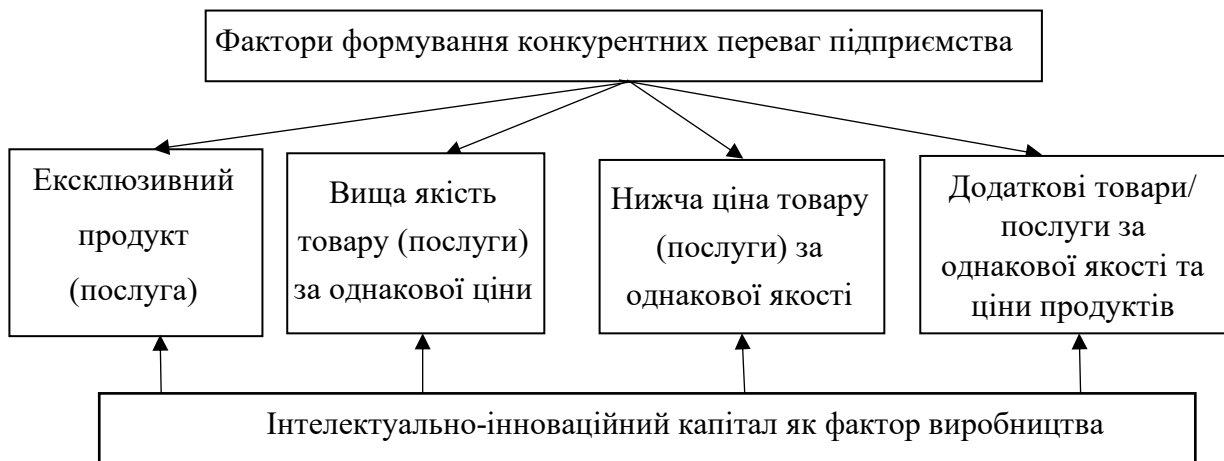 Фактори формування конкурентних переваг підприємства
Ексклюзивний
продукт
(послуга)
Вища якість
товару (послуги)
за однакової ціни
Нижча ціна товару
(послуги) за
однакової якості
Додаткові товари/
послуги за
однакової якості та
ціни продуктів
Інтелектуально-інноваційний капітал як фактор виробництва